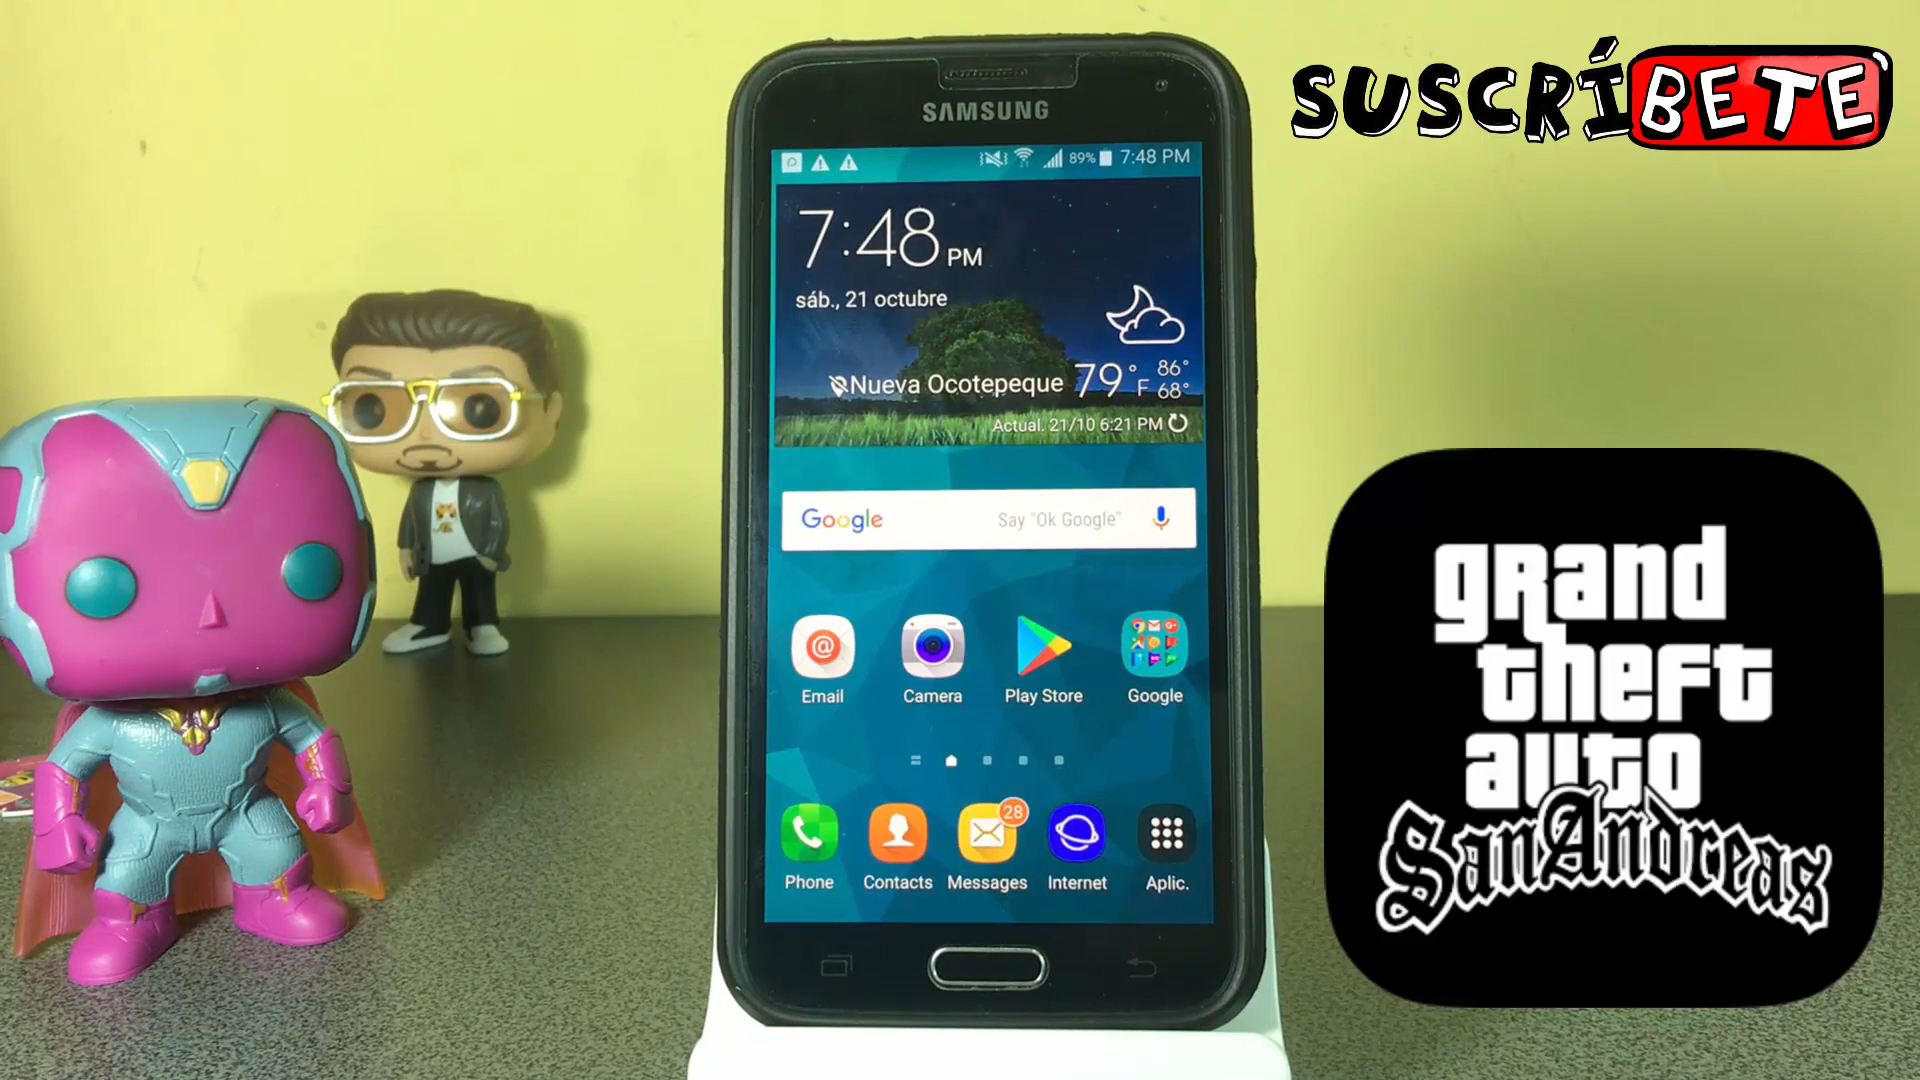 SUSCRÍBETE
SAMSUNG
89% 7:48 PM
7:48 PM
sáb., 21 octubre
Nueva Ocotepeque 79° F 86° 68°
Actual. 21/10 6:21 PM
Google Say "Ok Google"
Email Camera Play Store Google
28
Phone Contacts Messages Internet Aplic.
grand
theft
auto
San Andreas